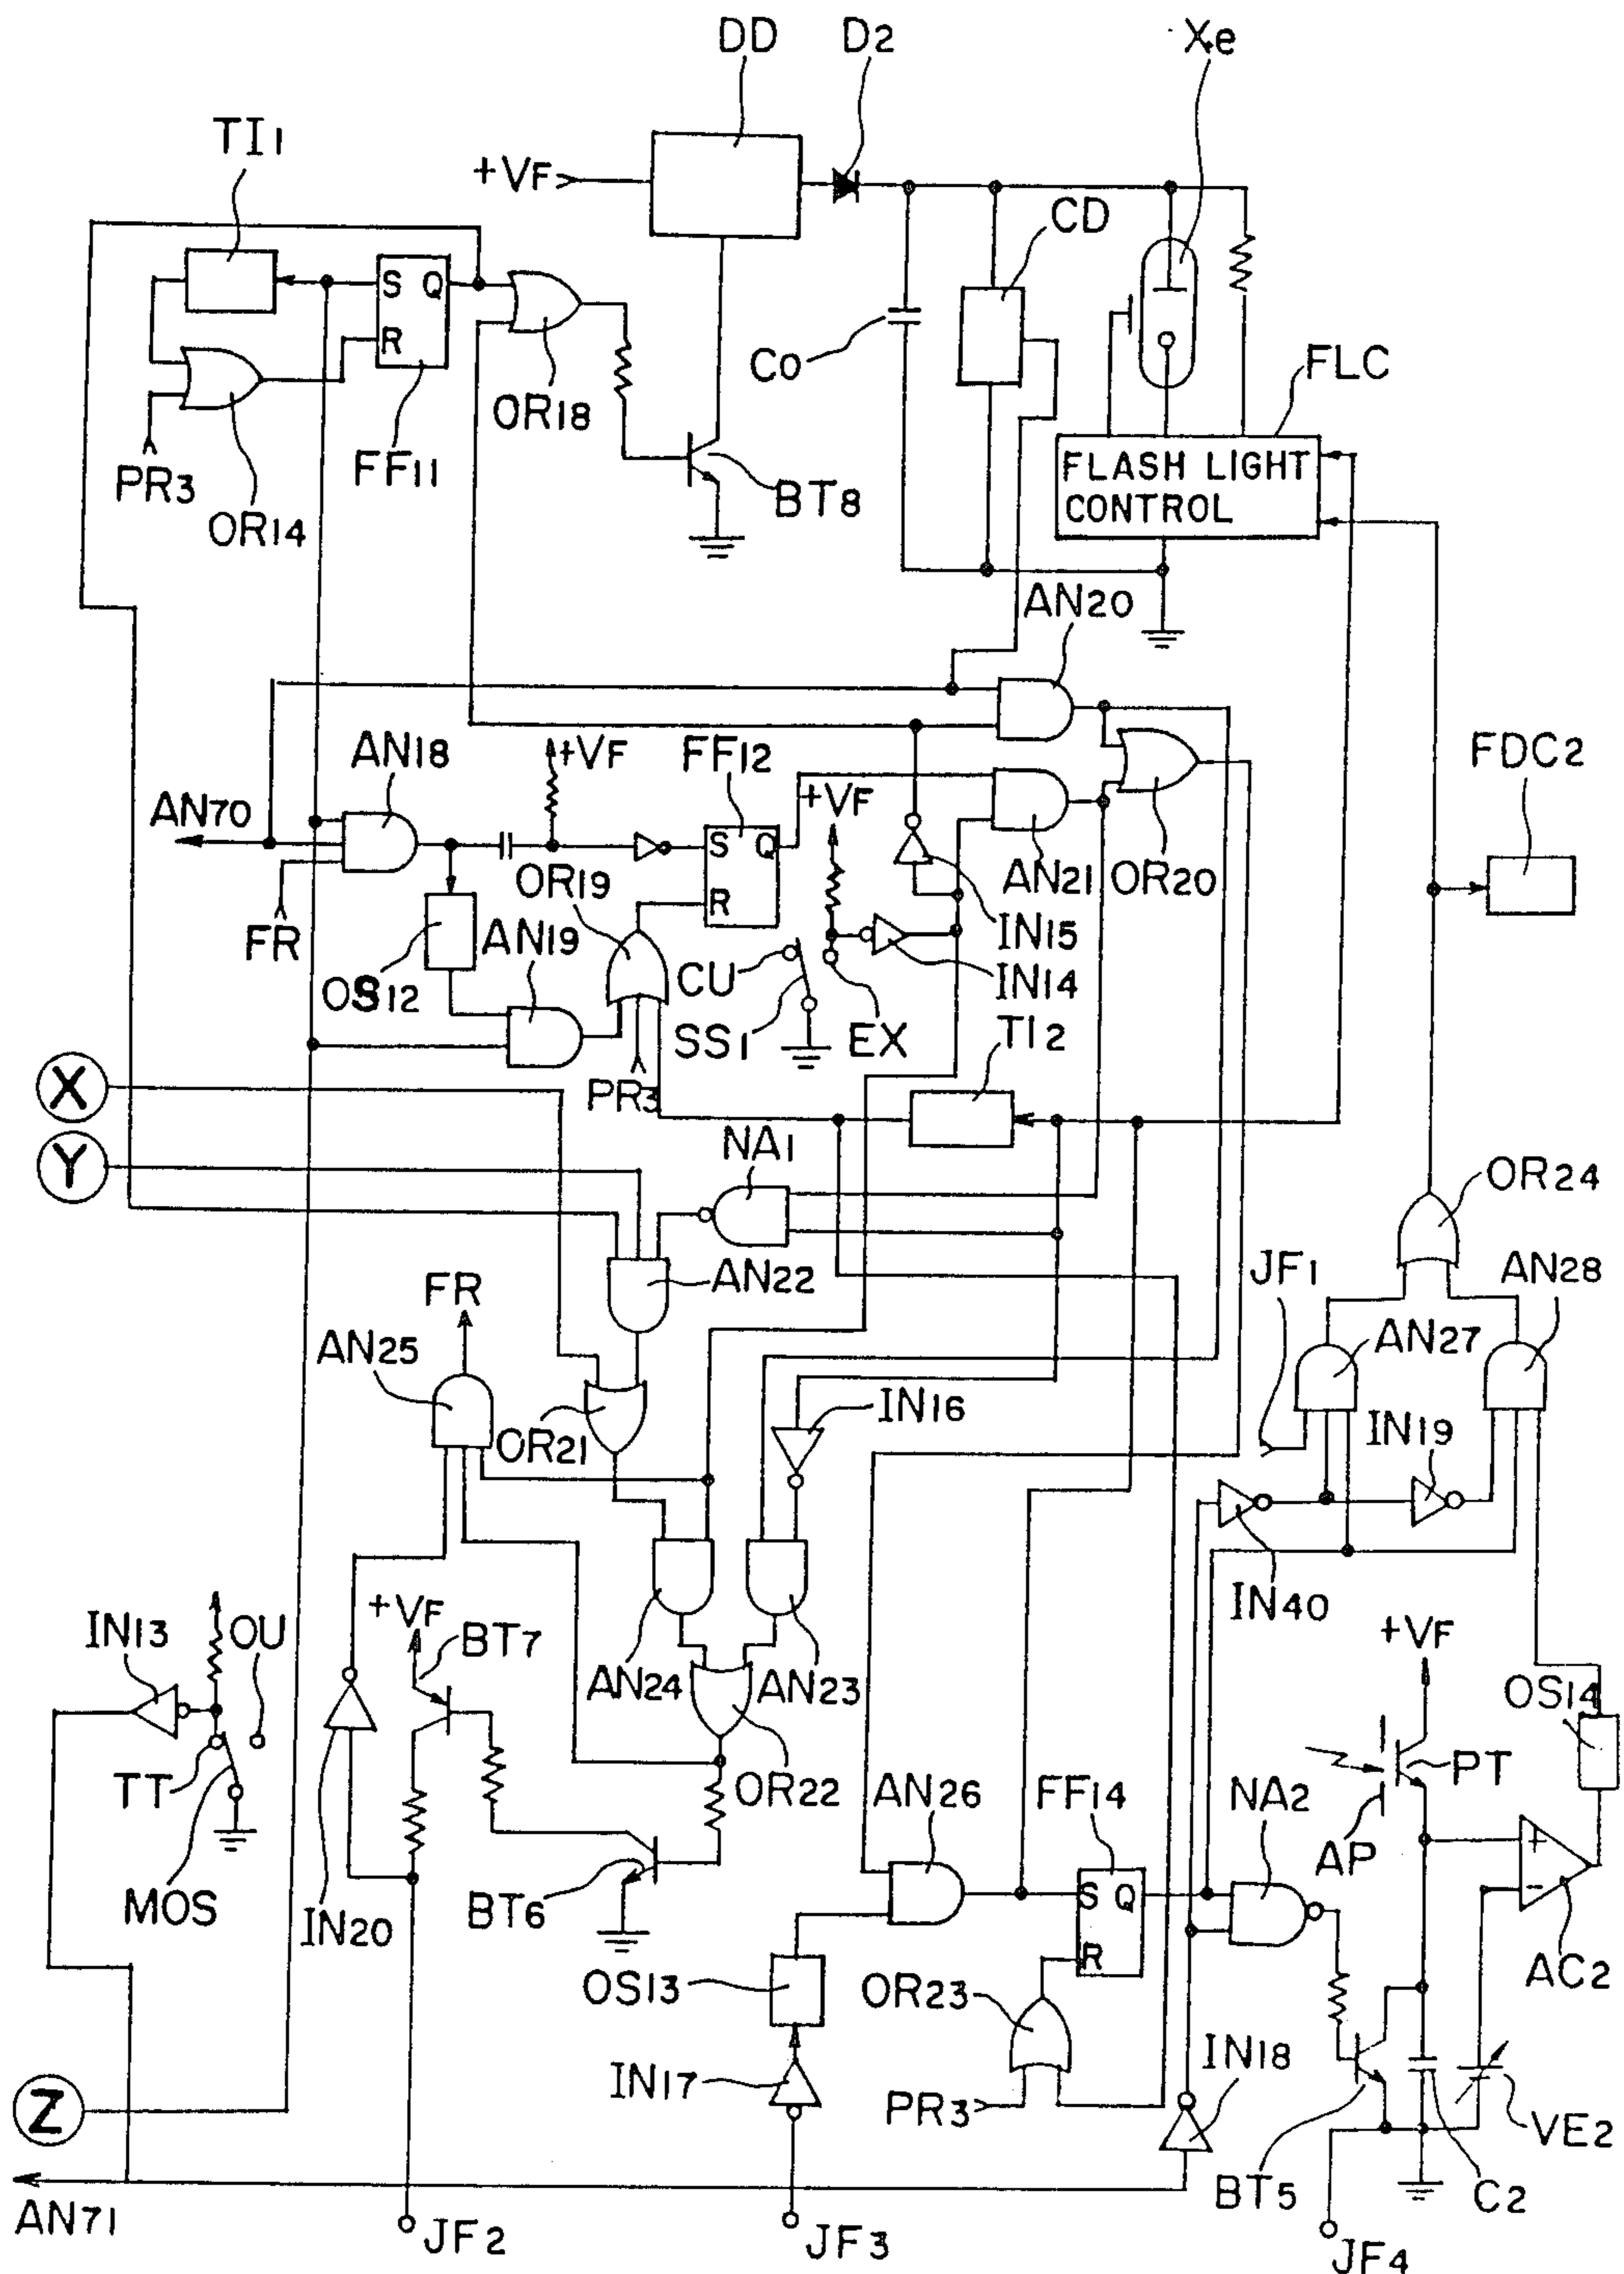 DD
D2
Xe
TI1
+VF
CD
S
Q
R
C0
FLC
OR18
PR3
FF11
FLASH LIGHT
CONTROL
BT8
OR14
AN20
AN18
+VF
FF12
FDC2
AN70
+VF
S
Q
OR19
AN21
OR20
FR
AN19
R
IN15
OS12
CU
IN14
SS1
EX
TI2
X
PR3
Y
NA1
OR24
AN22
JF1
AN28
FR
AN25
AN27
OR21
IN16
IN19
IN40
IN13
OU
+VF
BT7
+VF
AN24
AN23
OS14
TT
OR22
AN26
FF14
NA2
PT
AP
MOS
IN20
BT6
S
Q
+
-
R
AC2
OS13
OR23
IN17
IN18
Z
PR3
VE2
BT5
C2
AN71
JF2
JF3
JF4